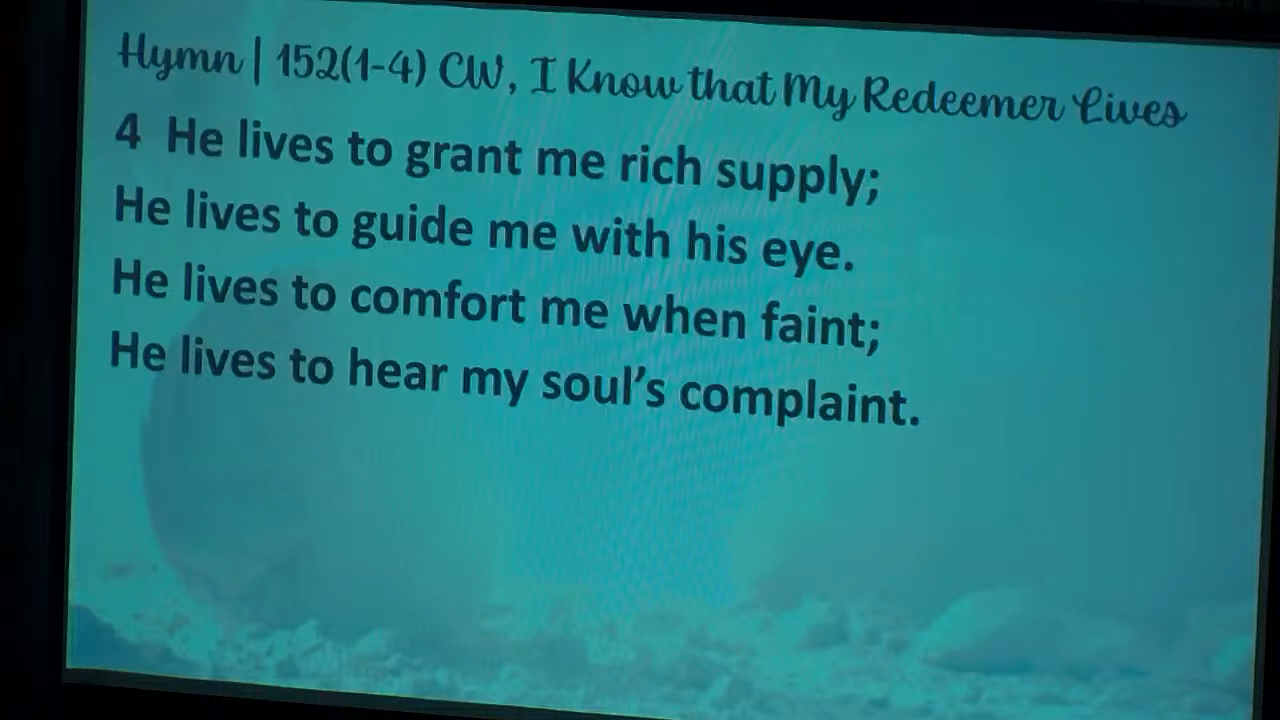 Hymn | 152(1-4) CW, I Know that My Redeemer Lives
4 He lives to grant me rich supply;
He lives to guide me with his eye.
He lives to comfort me when faint;
He lives to hear my soul's complaint.